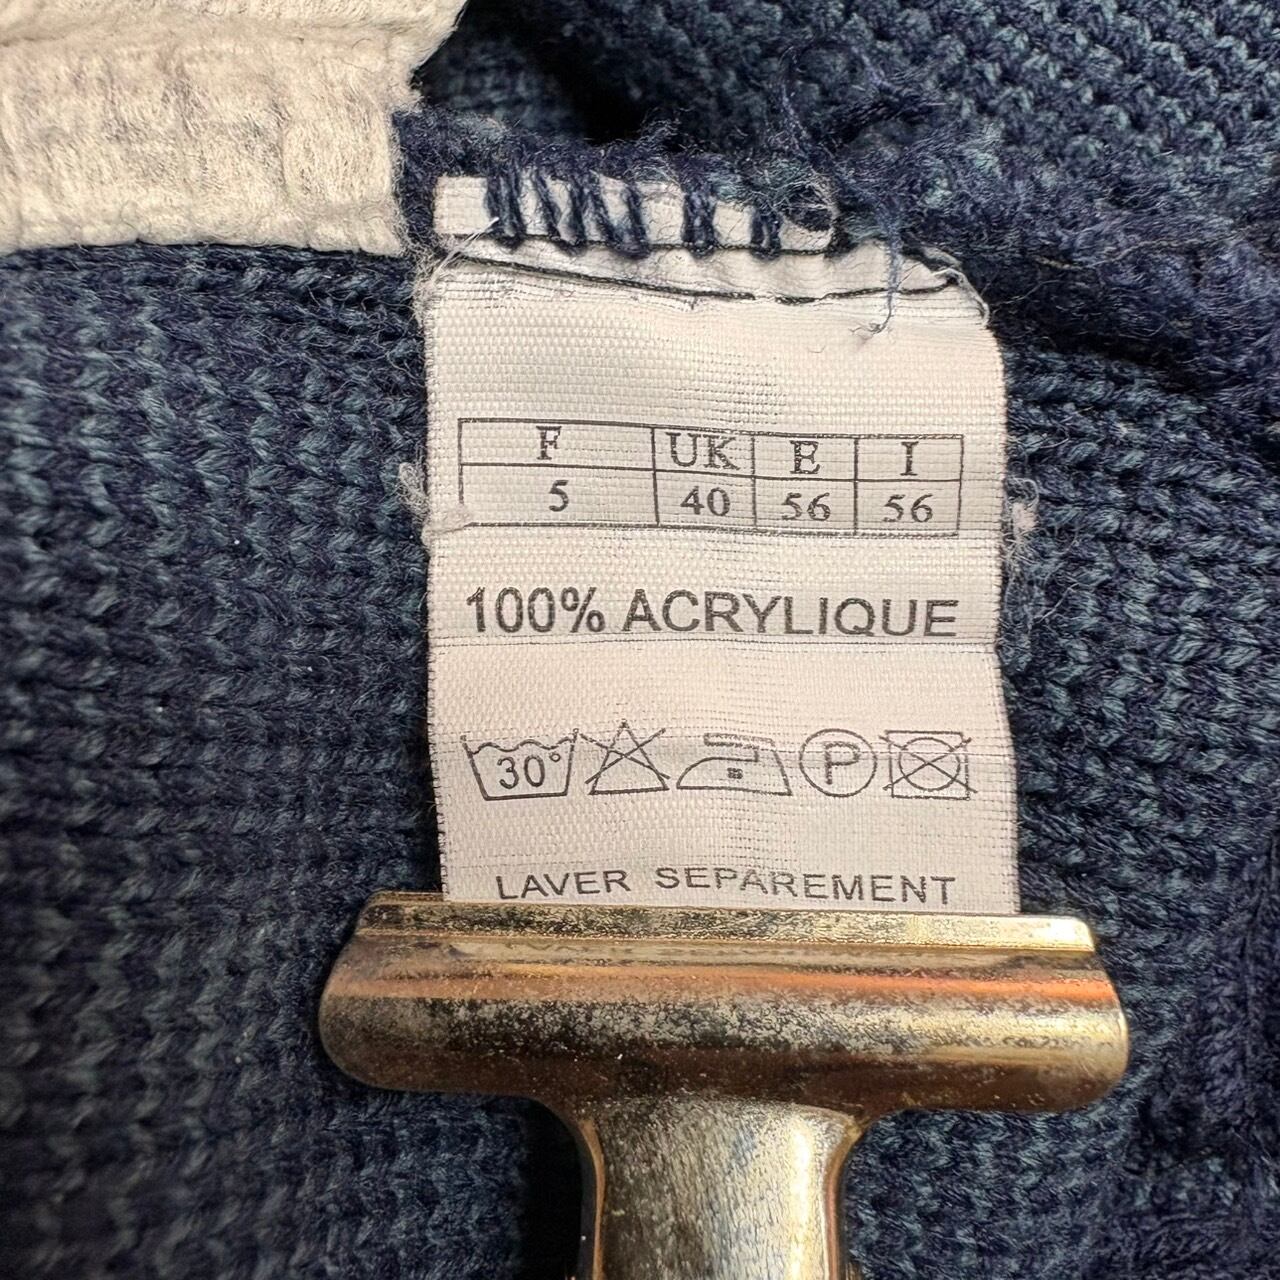 F UK E I
5 40 56 56
100% ACRYLIQUE
30° P
LAVER SEPAREMENT